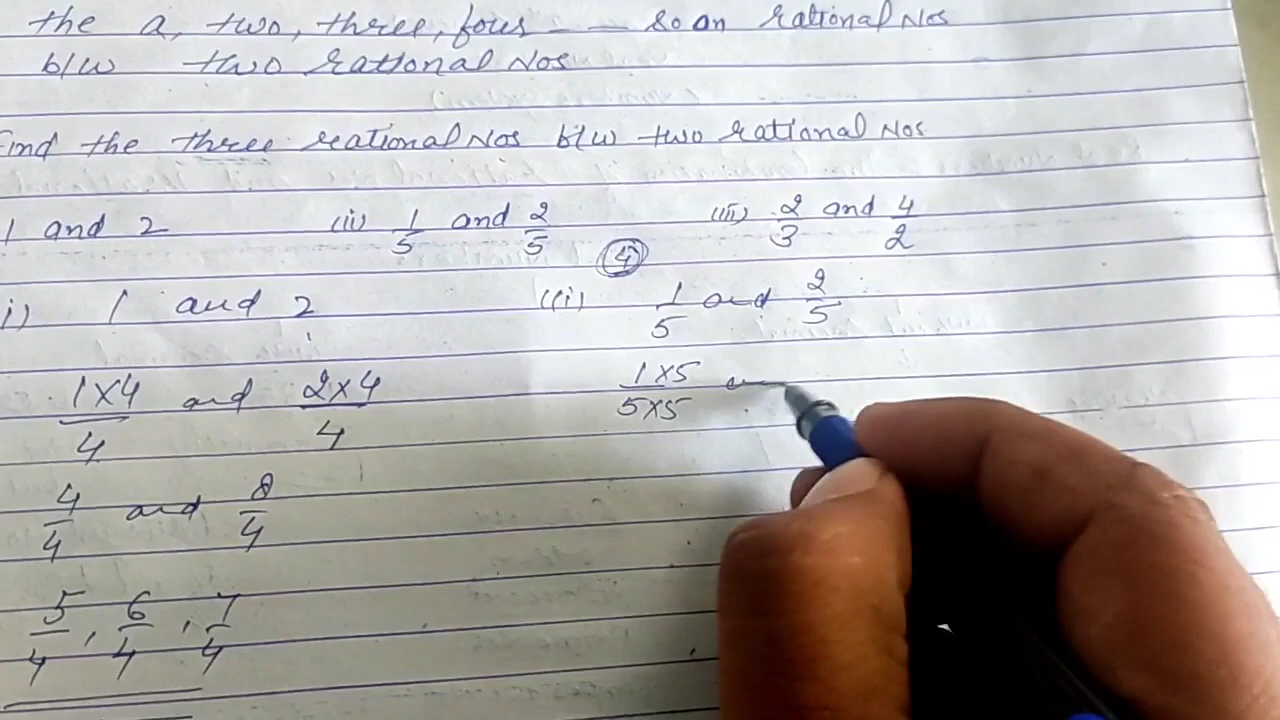 the a, two, three, four — — so on rational Nos
b/w two rational Nos
Find the three rational Nos b/w two rational Nos
1 and 2 (ii) 1/5 and 2/5 (iii) 2/3 and 4/2
④
i) 1 and 2 (ii) 1/5 and 2/5
1×4/4 and 2×4/4 1×5/5×5
4/4 and 8/4
5/4, 6/4, 7/4